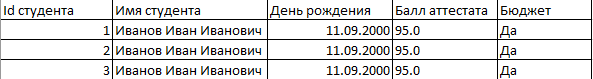 Id студента Имя студента День рождения Балл аттестата Бюджет
1 Иванов Иван Иванович 11.09.2000 95.0 Да
2 Иванов Иван Иванович 11.09.2000 95.0 Да
3 Иванов Иван Иванович 11.09.2000 95.0 Да